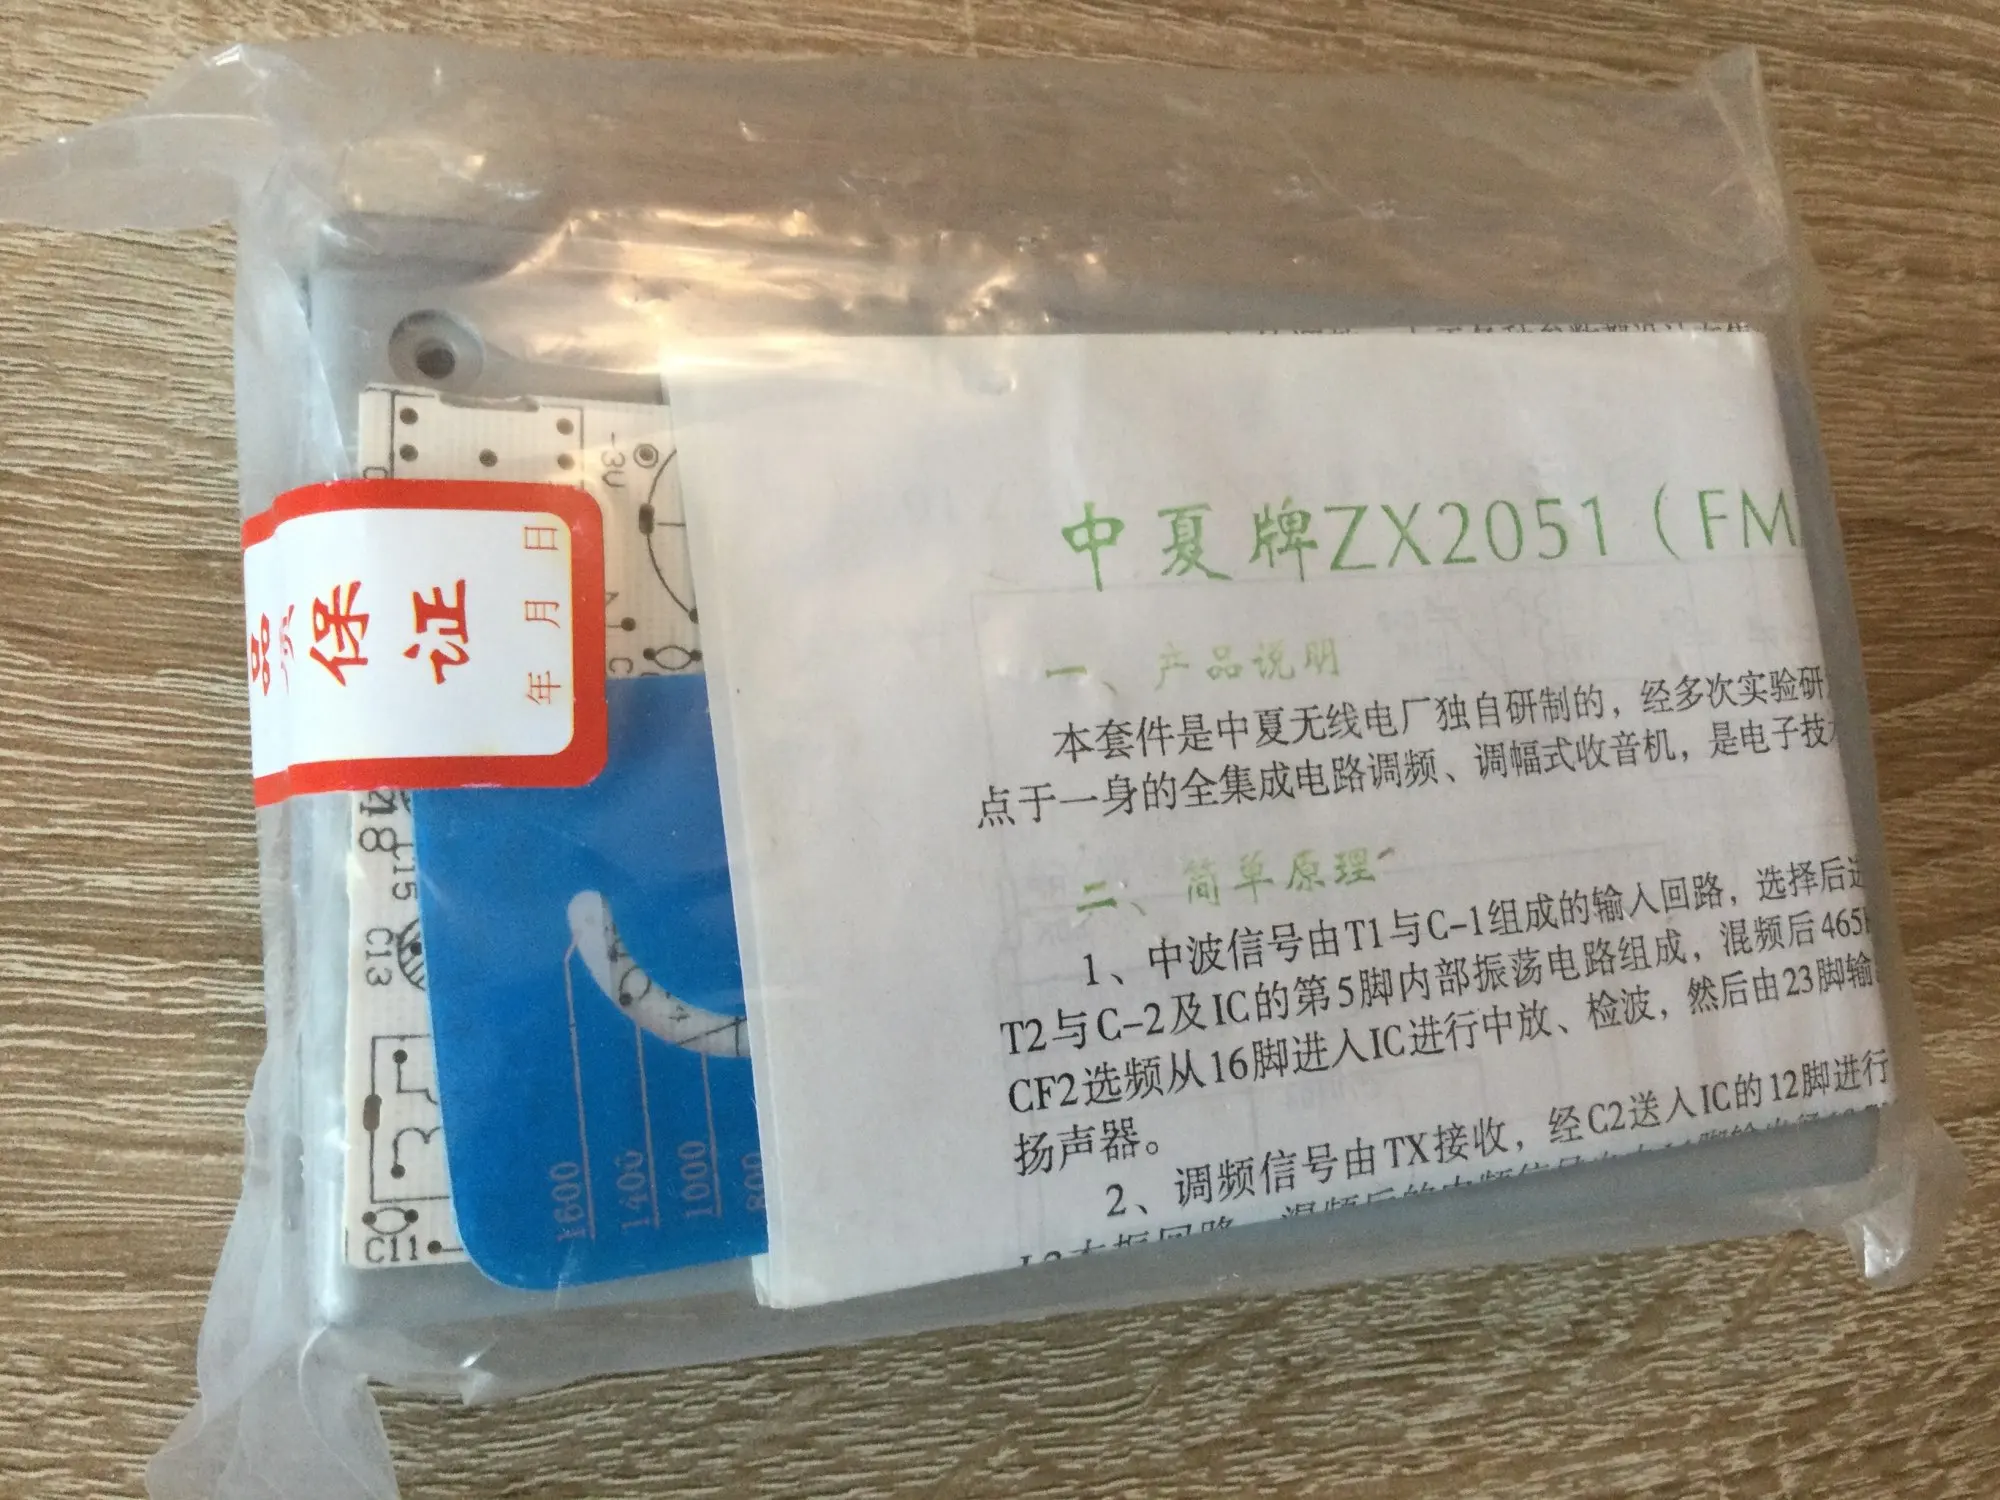 中夏牌ZX2051（FM
一、产品说明
本套件是中夏无线电厂独自研制的，经多次实验研
点于一身的全集成电路调频、调幅式收音机，是电子技术
二、简单原理
1、中波信号由T1与C-1组成的输入回路，选择后送
T2与C-2及IC的第5脚内部振荡电路组成，混频后465K
CF2选频从16脚进入IC进行中放、检波，然后由23脚输
扬声器。
2、调频信号由TX接收，经C2送入IC的12脚进行
保证
年 月 日
-3V
C15
C13
C11
1600
1400
1000
800